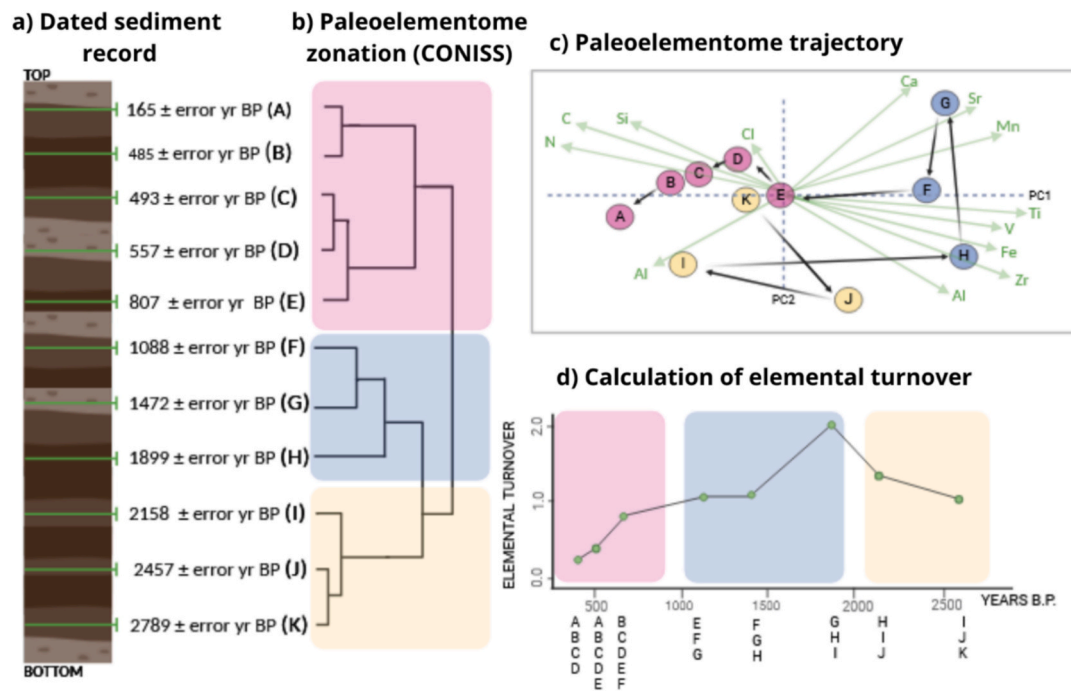 a) Dated sediment
record
TOP
165 ± error yr BP (A)
485 ± error yr BP (B)
493 ± error yr BP (C)
557 ± error yr BP (D)
807 ± error yr BP (E)
1088 ± error yr BP (F)
1472 ± error yr BP (G)
1899 ± error yr BP (H)
2158 ± error yr BP (I)
2457 ± error yr BP (J)
2789 ± error yr BP (K)
BOTTOM
b) Paleoelementome
zonation (CONISS)
c) Paleoelementome trajectory
Ca
G
Sr
C
Si
Mn
N
Cl
D
C
B
E
F
K
PC1
A
Ti
V
Fe
H
Al
I
Zr
PC2
J
Al
d) Calculation of elemental turnover
ELEMENTAL TURNOVER
2.0
1.0
0.0
500 1000 1500 2000 2500 YEARS B.P.
A A B E F G H I
B B C F G H I J
C C D G H I J K
D D E
E F